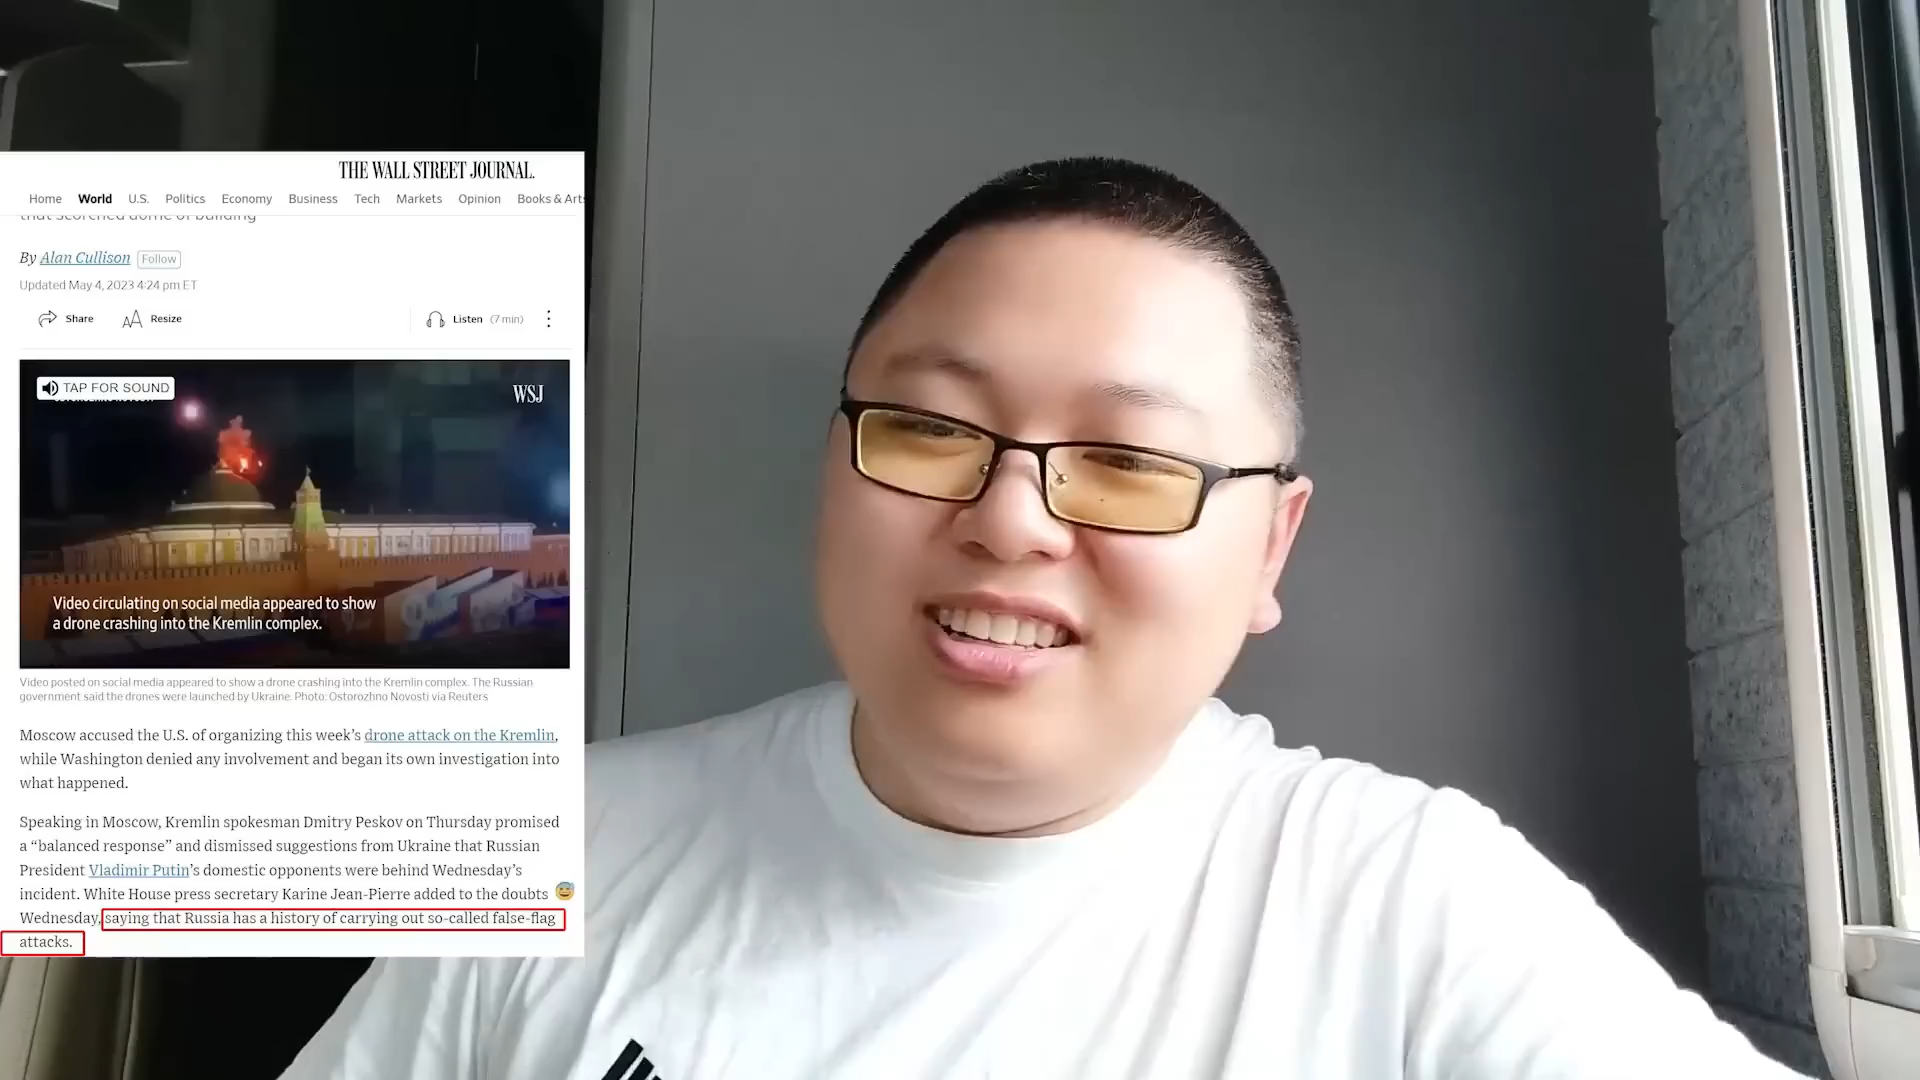 THE WALL STREET JOURNAL.
Home World U.S. Politics Economy Business Tech Markets Opinion Books & Arts
that scorched dome of building
By Alan Cullison Follow
Updated May 4, 2023 4:24 pm ET
Share AA Resize Listen (7 min)
TAP FOR SOUND
WSJ
Video circulating on social media appeared to show
a drone crashing into the Kremlin complex.
Video posted on social media appeared to show a drone crashing into the Kremlin complex. The Russian
government said the drones were launched by Ukraine. Photo: Ostorozhno Novosti via Reuters
Moscow accused the U.S. of organizing this week’s drone attack on the Kremlin,
while Washington denied any involvement and began its own investigation into
what happened.
Speaking in Moscow, Kremlin spokesman Dmitry Peskov on Thursday promised
a “balanced response” and dismissed suggestions from Ukraine that Russian
President Vladimir Putin’s domestic opponents were behind Wednesday’s
incident. White House press secretary Karine Jean-Pierre added to the doubts
Wednesday, saying that Russia has a history of carrying out so-called false-flag
attacks.